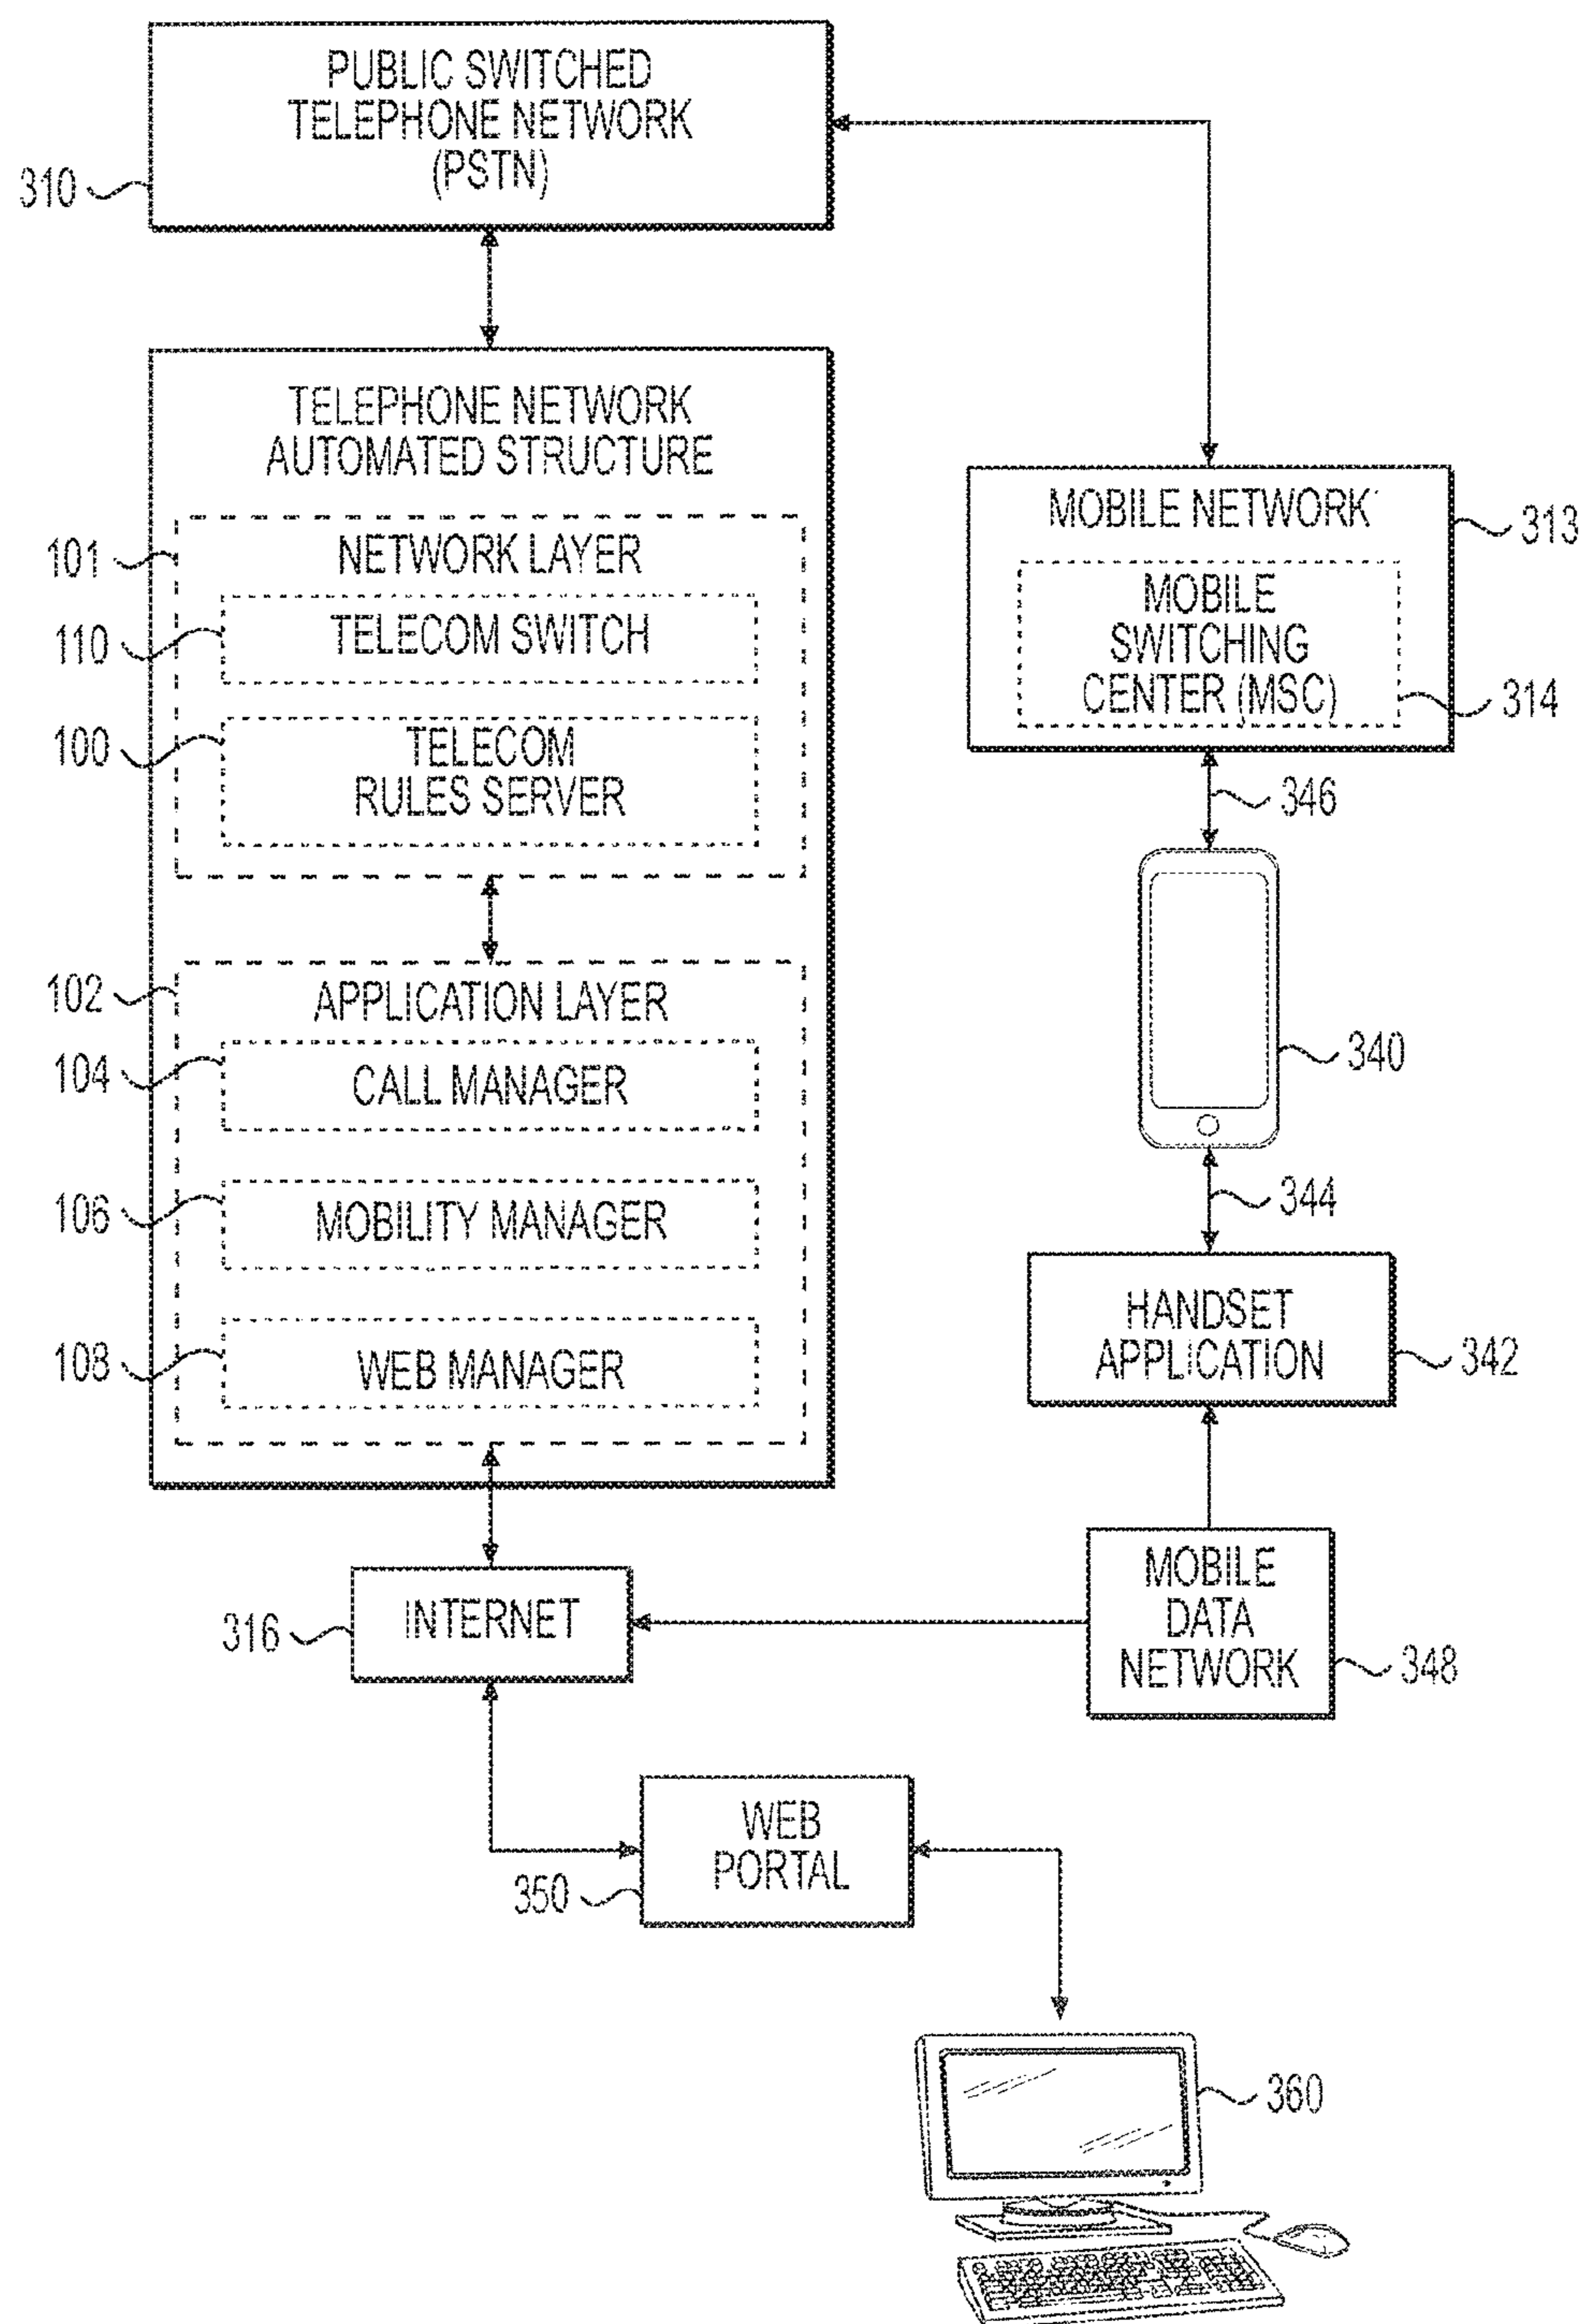 PUBLIC SWITCHED
TELEPHONE NETWORK
(PSTN)
310
TELEPHONE NETWORK
AUTOMATED STRUCTURE
101
NETWORK LAYER
110
TELECOM SWITCH
100
TELECOM
RULES SERVER
102
APPLICATION LAYER
104
CALL MANAGER
106
MOBILITY MANAGER
108
WEB MANAGER
MOBILE NETWORK
313
MOBILE
SWITCHING
CENTER (MSC)
314
346
340
344
HANDSET
APPLICATION
342
316
INTERNET
MOBILE
DATA
NETWORK
348
WEB
PORTAL
350
360